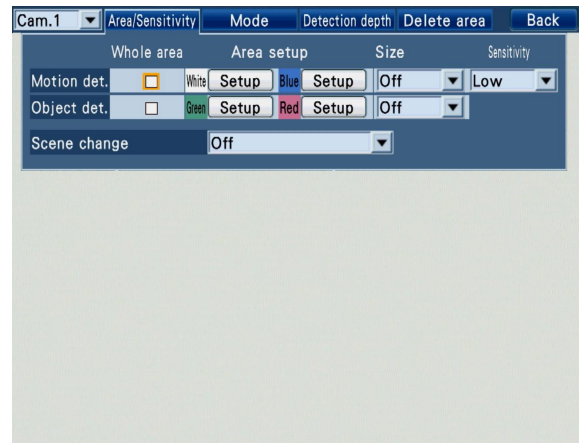 Cam.1 Area/Sensitivity Mode Detection depth Delete area Back
Whole area Area setup Size Sensitivity
Motion det. White Setup Blue Setup Off Low
Object det. Green Setup Red Setup Off
Scene change Off